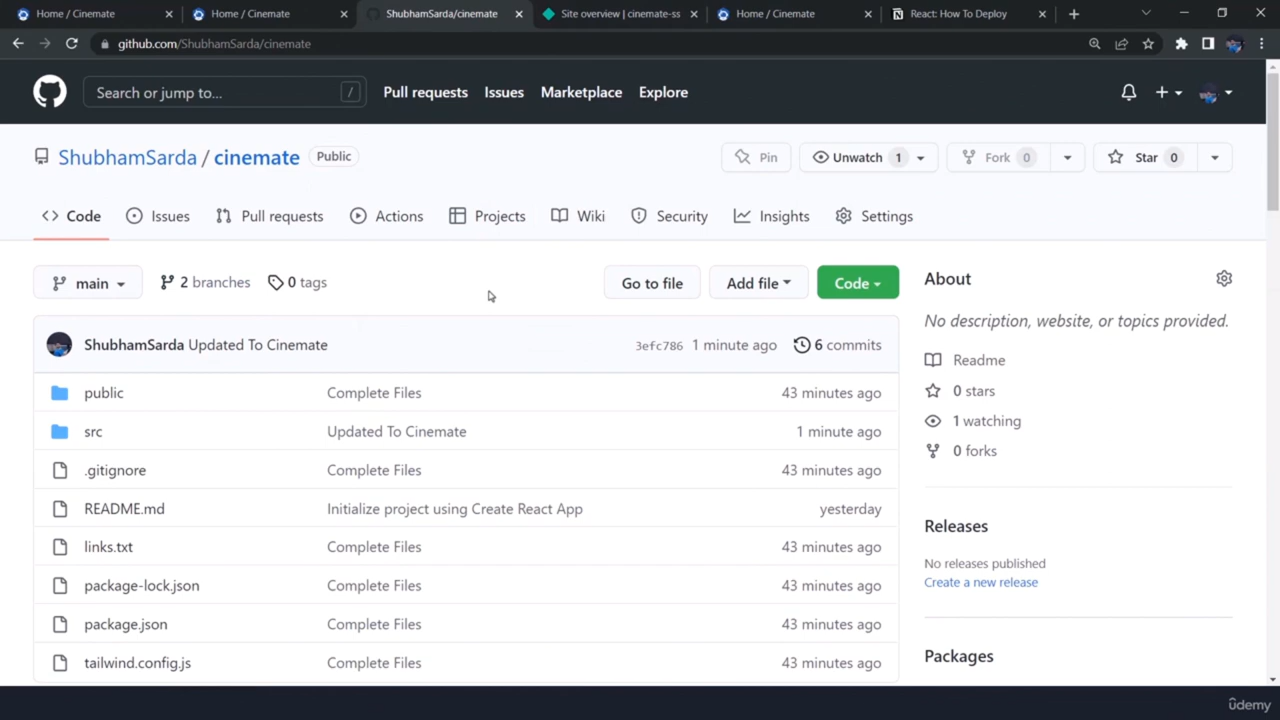 Home / Cinemate
Home / Cinemate
ShubhamSarda/cinemate
Site overview | cinemate-ss
Home / Cinemate
React: How To Deploy
github.com/ShubhamSarda/cinemate
Search or jump to... /
Pull requests
Issues
Marketplace
Explore
ShubhamSarda / cinemate Public
Pin
Unwatch 1
Fork 0
Star 0
Code
Issues
Pull requests
Actions
Projects
Wiki
Security
Insights
Settings
main
2 branches
0 tags
Go to file
Add file
Code
ShubhamSarda Updated To Cinemate 3efc786 1 minute ago 6 commits
public Complete Files 43 minutes ago
src Updated To Cinemate 1 minute ago
.gitignore Complete Files 43 minutes ago
README.md Initialize project using Create React App yesterday
links.txt Complete Files 43 minutes ago
package-lock.json Complete Files 43 minutes ago
package.json Complete Files 43 minutes ago
tailwind.config.js Complete Files 43 minutes ago
About
No description, website, or topics provided.
Readme
0 stars
1 watching
0 forks
Releases
No releases published
Create a new release
Packages
ûdemy